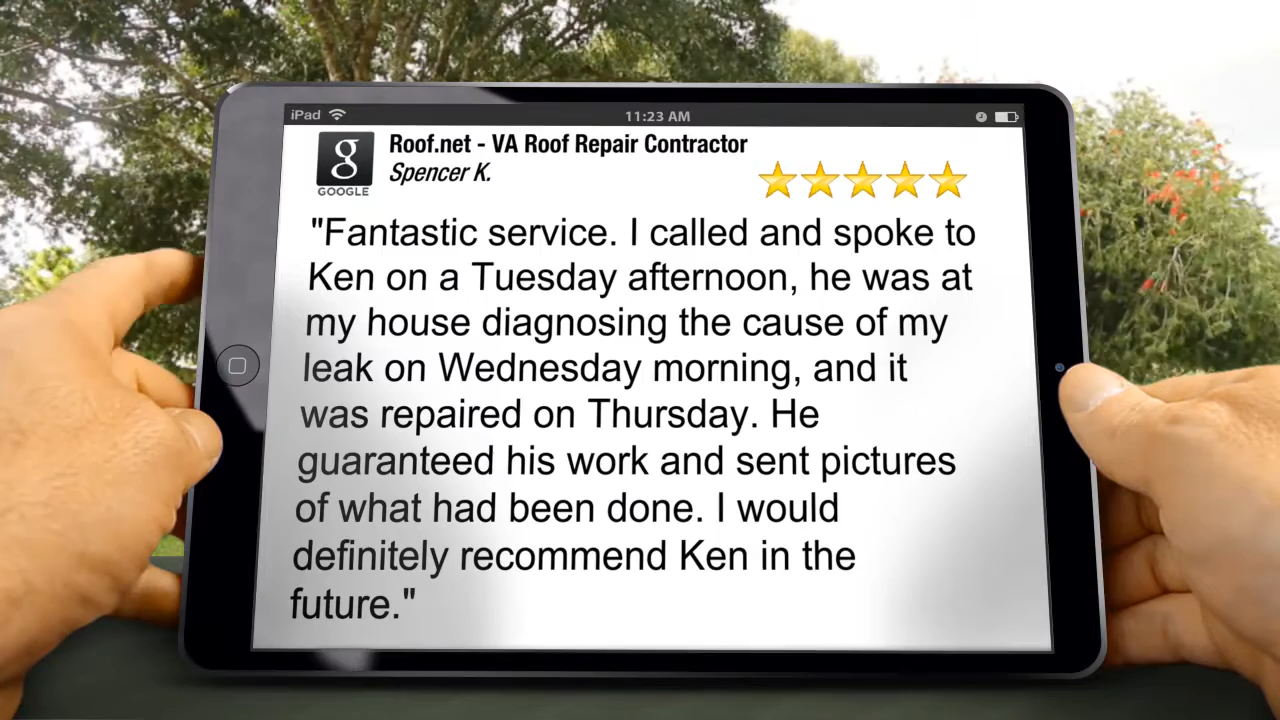 iPad 11:23 AM
g
GOOGLE
Roof.net - VA Roof Repair Contractor
Spencer K.
"Fantastic service. I called and spoke to
Ken on a Tuesday afternoon, he was at
my house diagnosing the cause of my
leak on Wednesday morning, and it
was repaired on Thursday. He
guaranteed his work and sent pictures
of what had been done. I would
definitely recommend Ken in the
future."